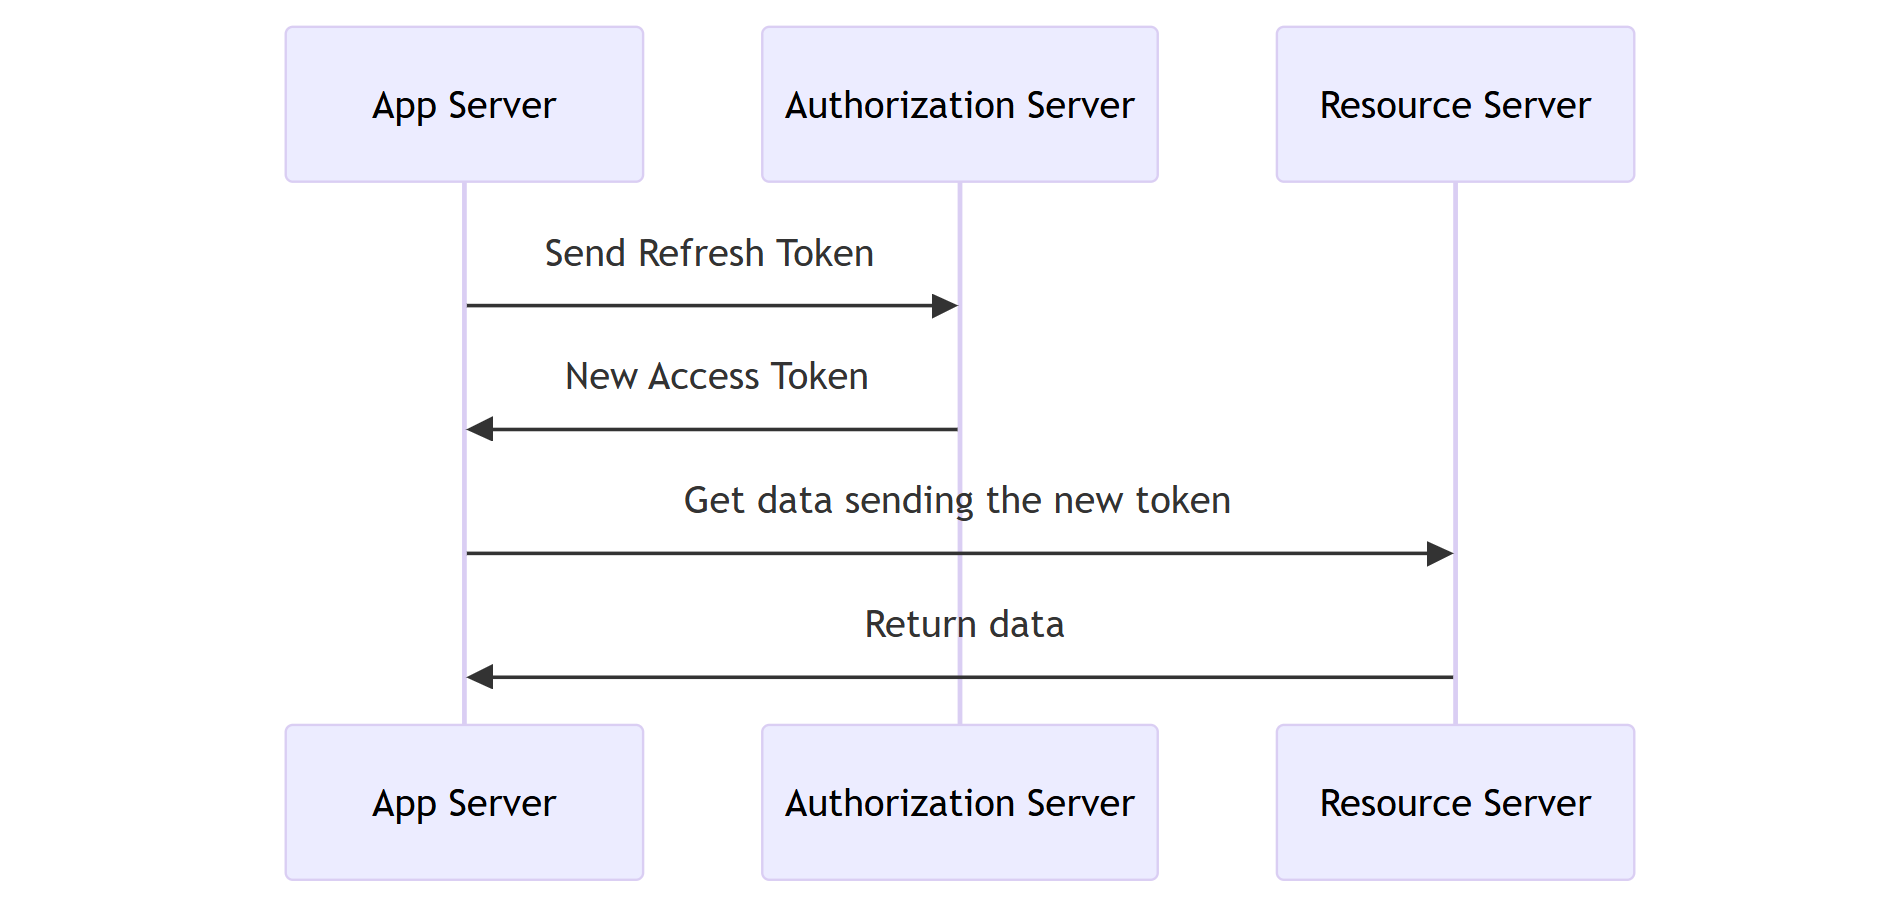 App Server
Authorization Server
Resource Server
Send Refresh Token
New Access Token
Get data sending the new token
Return data
App Server
Authorization Server
Resource Server